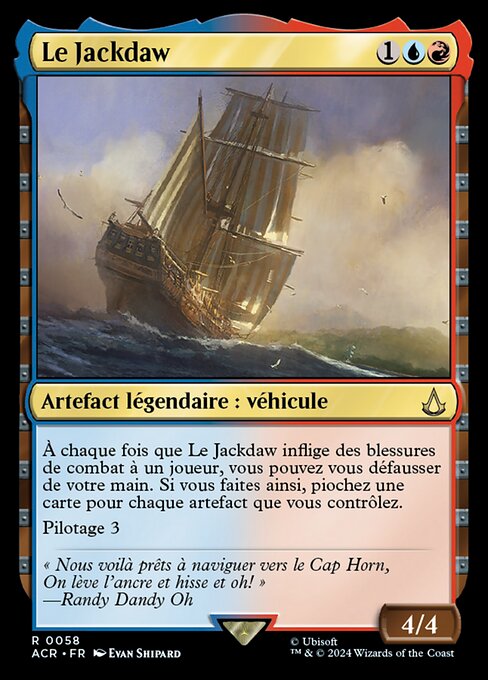 Le Jackdaw
1
Artefact légendaire : véhicule
À chaque fois que Le Jackdaw inflige des blessures
de combat à un joueur, vous pouvez vous défausser
de votre main. Si vous faites ainsi, piochez une
carte pour chaque artefact que vous contrôlez.
Pilotage 3
« Nous voilà prêts à naviguer vers le Cap Horn,
On lève l'ancre et hisse et oh! »
—Randy Dandy Oh
4/4
R 0058
ACR • FR Evan Shipard
© Ubisoft
™ & © 2024 Wizards of the Coast